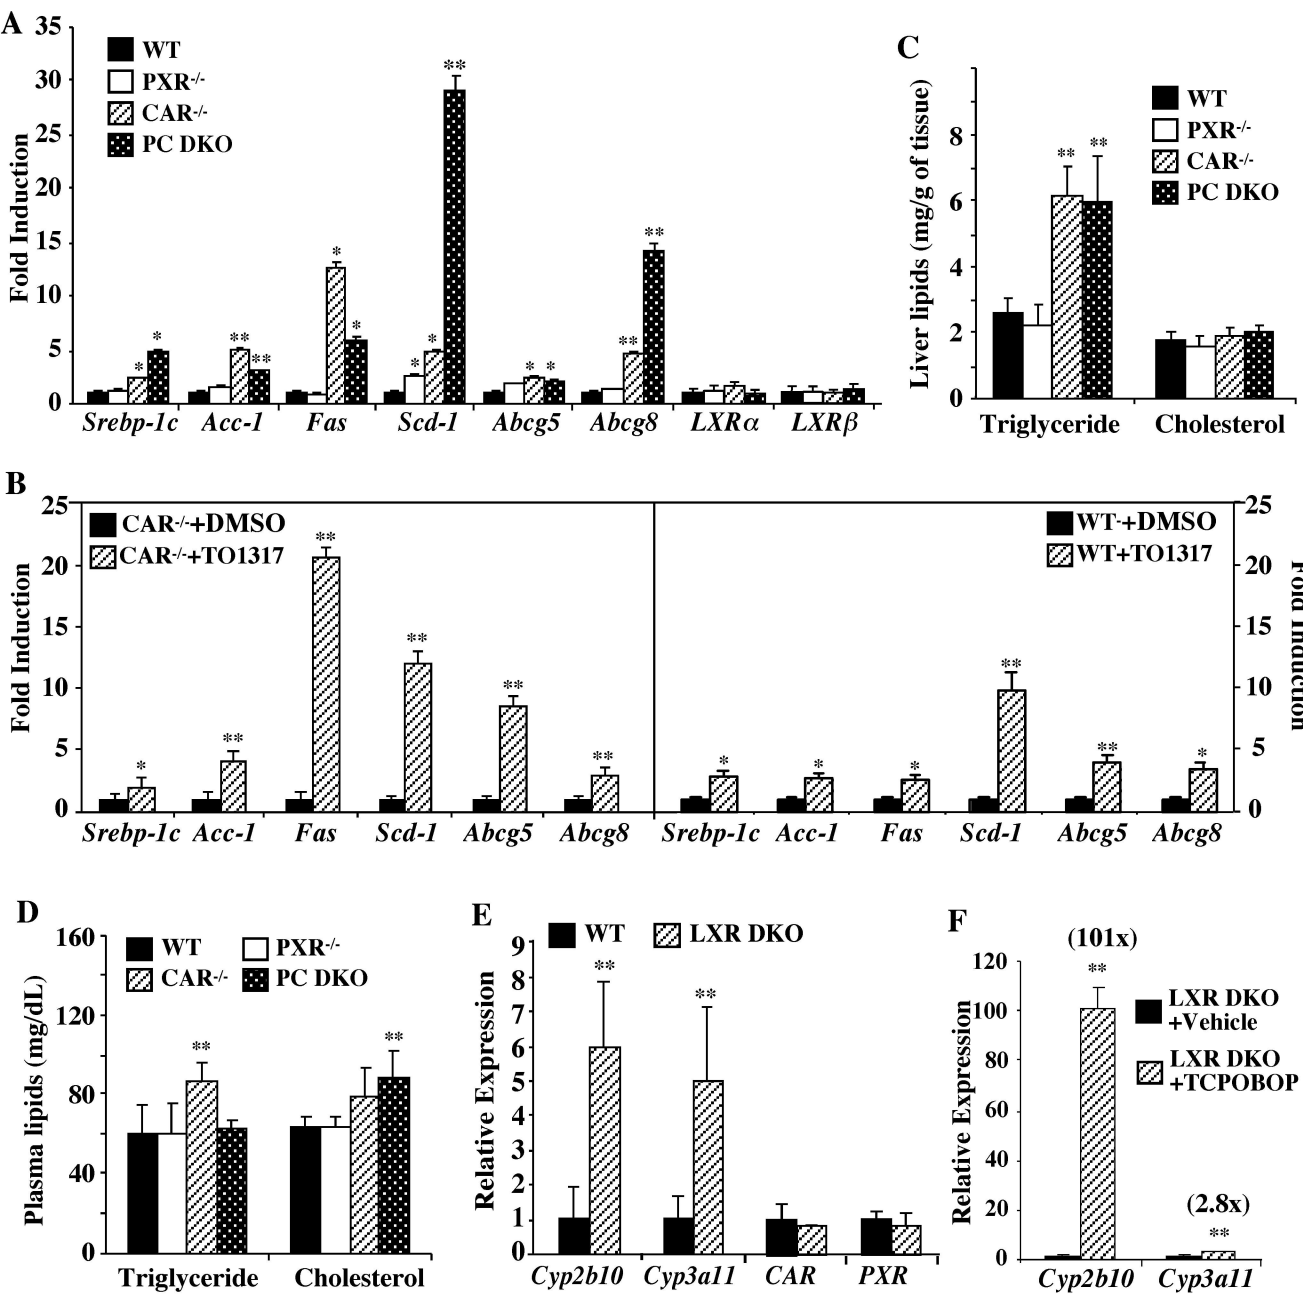 A
WT
PXR-/-
CAR-/-
PC DKO
Fold Induction
35
30
25
20
15
10
5
0
** 
* * ** ** * * * * ** * * ** **
Srebp-1c Acc-1 Fas Scd-1 Abcg5 Abcg8 LXRα LXRβ
C
WT
PXR-/-
CAR-/-
PC DKO
Liver lipids (mg/g of tissue)
8
6
4
2
0
** **
Triglyceride Cholesterol
B
CAR-/-+DMSO
CAR-/-+TO1317
Fold Induction
25
20
15
10
5
0
* ** ** ** ** **
Srebp-1c Acc-1 Fas Scd-1 Abcg5 Abcg8
WT-+DMSO
WT+TO1317
25
20
15
10
5
0
Fold Induction
* * * ** ** *
Srebp-1c Acc-1 Fas Scd-1 Abcg5 Abcg8
D
WT PXR-/-
CAR-/- PC DKO
Plasma lipids (mg/dL)
160
120
80
40
0
** **
Triglyceride Cholesterol
E
WT LXR DKO
Relative Expression
9
8
7
6
5
4
3
2
1
0
** **
Cyp2b10 Cyp3a11 CAR PXR
F
(101x)
**
LXR DKO
+Vehicle
LXR DKO
+TCPOBOP
Relative Expression
120
100
80
60
40
20
0
(2.8x)
**
Cyp2b10 Cyp3a11